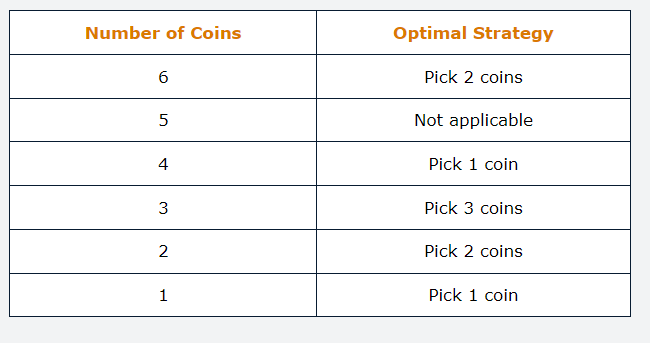 Number of Coins Optimal Strategy
6 Pick 2 coins
5 Not applicable
4 Pick 1 coin
3 Pick 3 coins
2 Pick 2 coins
1 Pick 1 coin